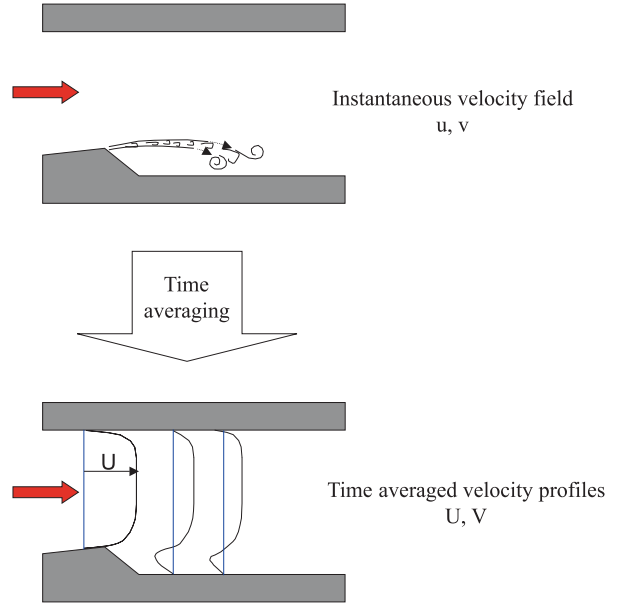 Instantaneous velocity field
u, v
Time
averaging
U
Time averaged velocity profiles
U, V